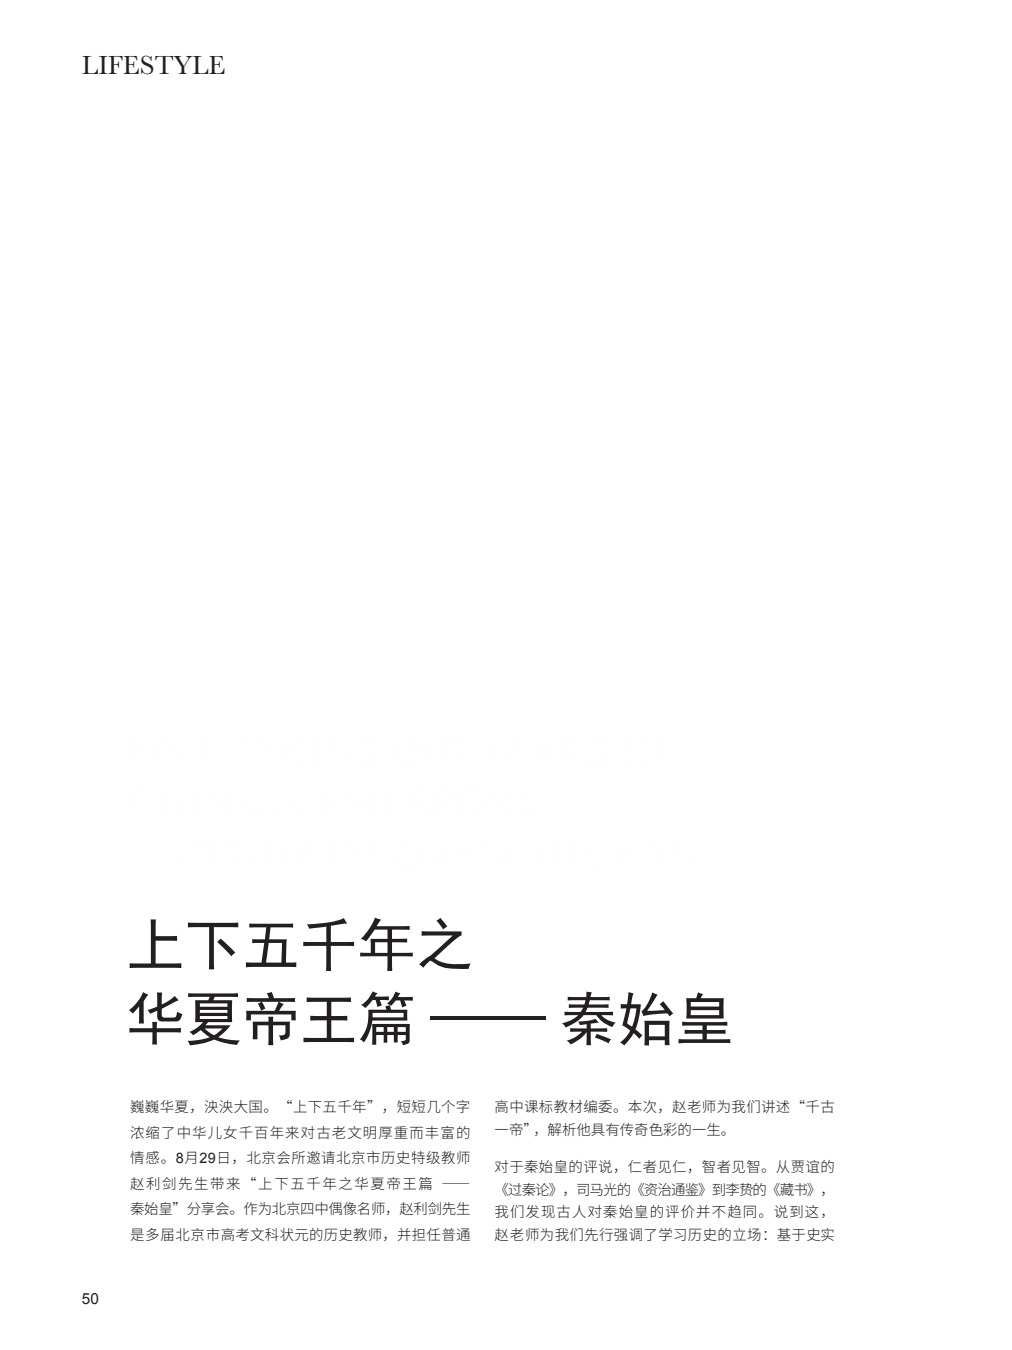 LIFESTYLE
上下五千年之
华夏帝王篇 —— 秦始皇
巍巍华夏，泱泱大国。“上下五千年”，短短几个字
浓缩了中华儿女千百年来对古老文明厚重而丰富的
情感。8月29日，北京会所邀请北京市历史特级教师
赵利剑先生带来“上下五千年之华夏帝王篇 ——
秦始皇”分享会。作为北京四中偶像名师，赵利剑先生
是多届北京市高考文科状元的历史教师，并担任普通
高中课标教材编委。本次，赵老师为我们讲述“千古
一帝”，解析他具有传奇色彩的一生。
对于秦始皇的评说，仁者见仁，智者见智。从贾谊的
《过秦论》，司马光的《资治通鉴》到李贽的《藏书》，
我们发现古人对秦始皇的评价并不趋同。说到这，
赵老师为我们先行强调了学习历史的立场：基于史实
50